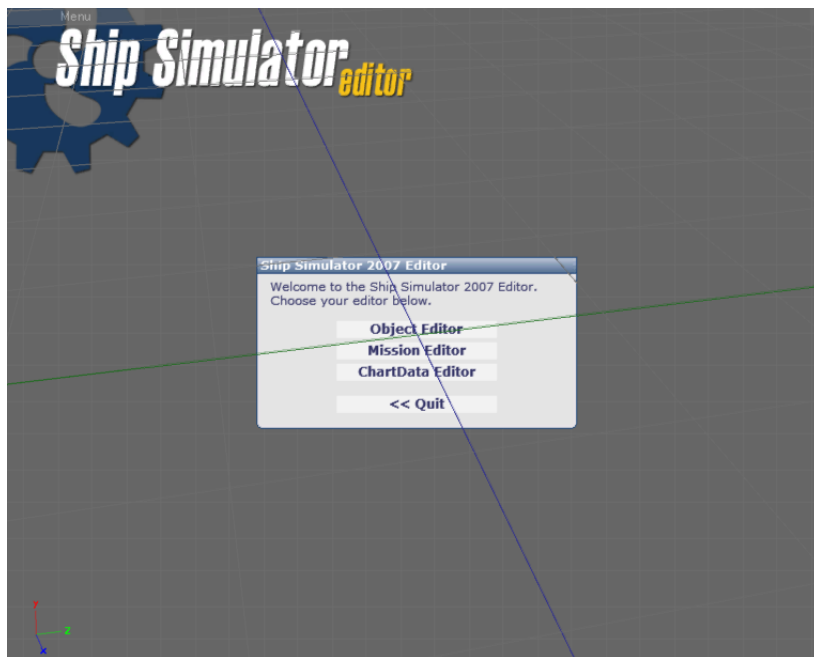 Menu
Ship Simulator
editor
Ship Simulator 2007 Editor
Welcome to the Ship Simulator 2007 Editor.
Choose your editor below.
Object Editor
Mission Editor
ChartData Editor
<< Quit
Y
Z
X